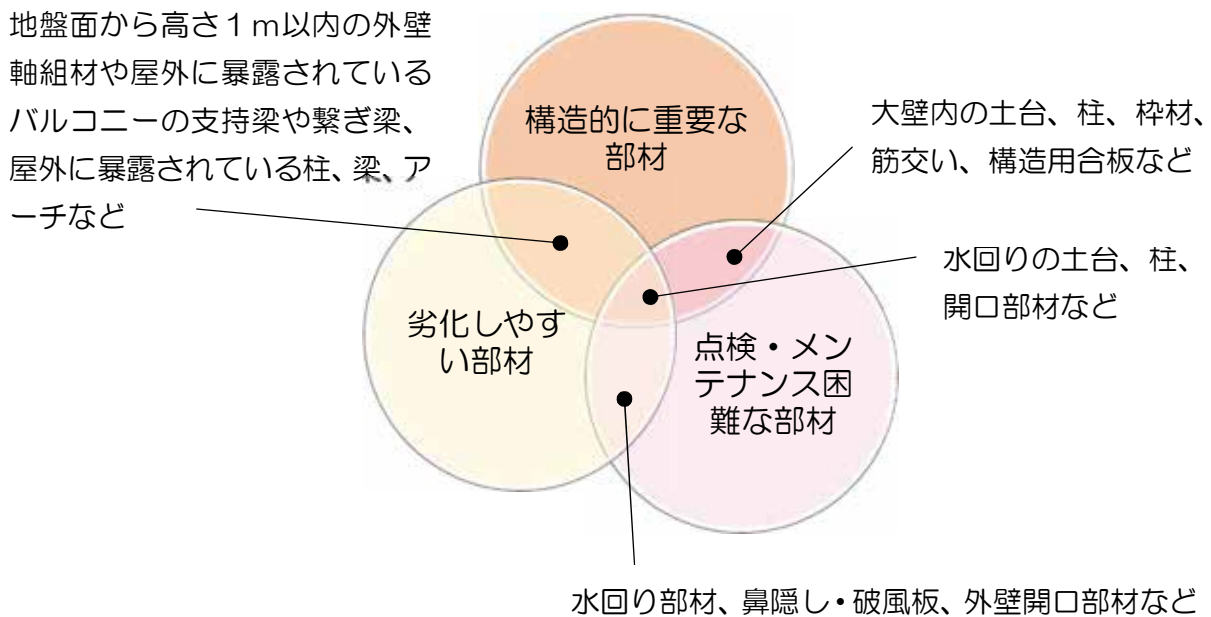 地盤面から高さ1m以内の外壁
軸組材や屋外に暴露されている
バルコニーの支持梁や繋ぎ梁、
屋外に暴露されている柱、梁、ア
ーチなど
構造的に重要な
部材
大壁内の土台、柱、枠材、
筋交い、構造用合板など
水回りの土台、柱、
開口部材など
劣化しやす
い部材
点検・メン
テナンス困
難な部材
水回り部材、鼻隠し・破風板、外壁開口部材など